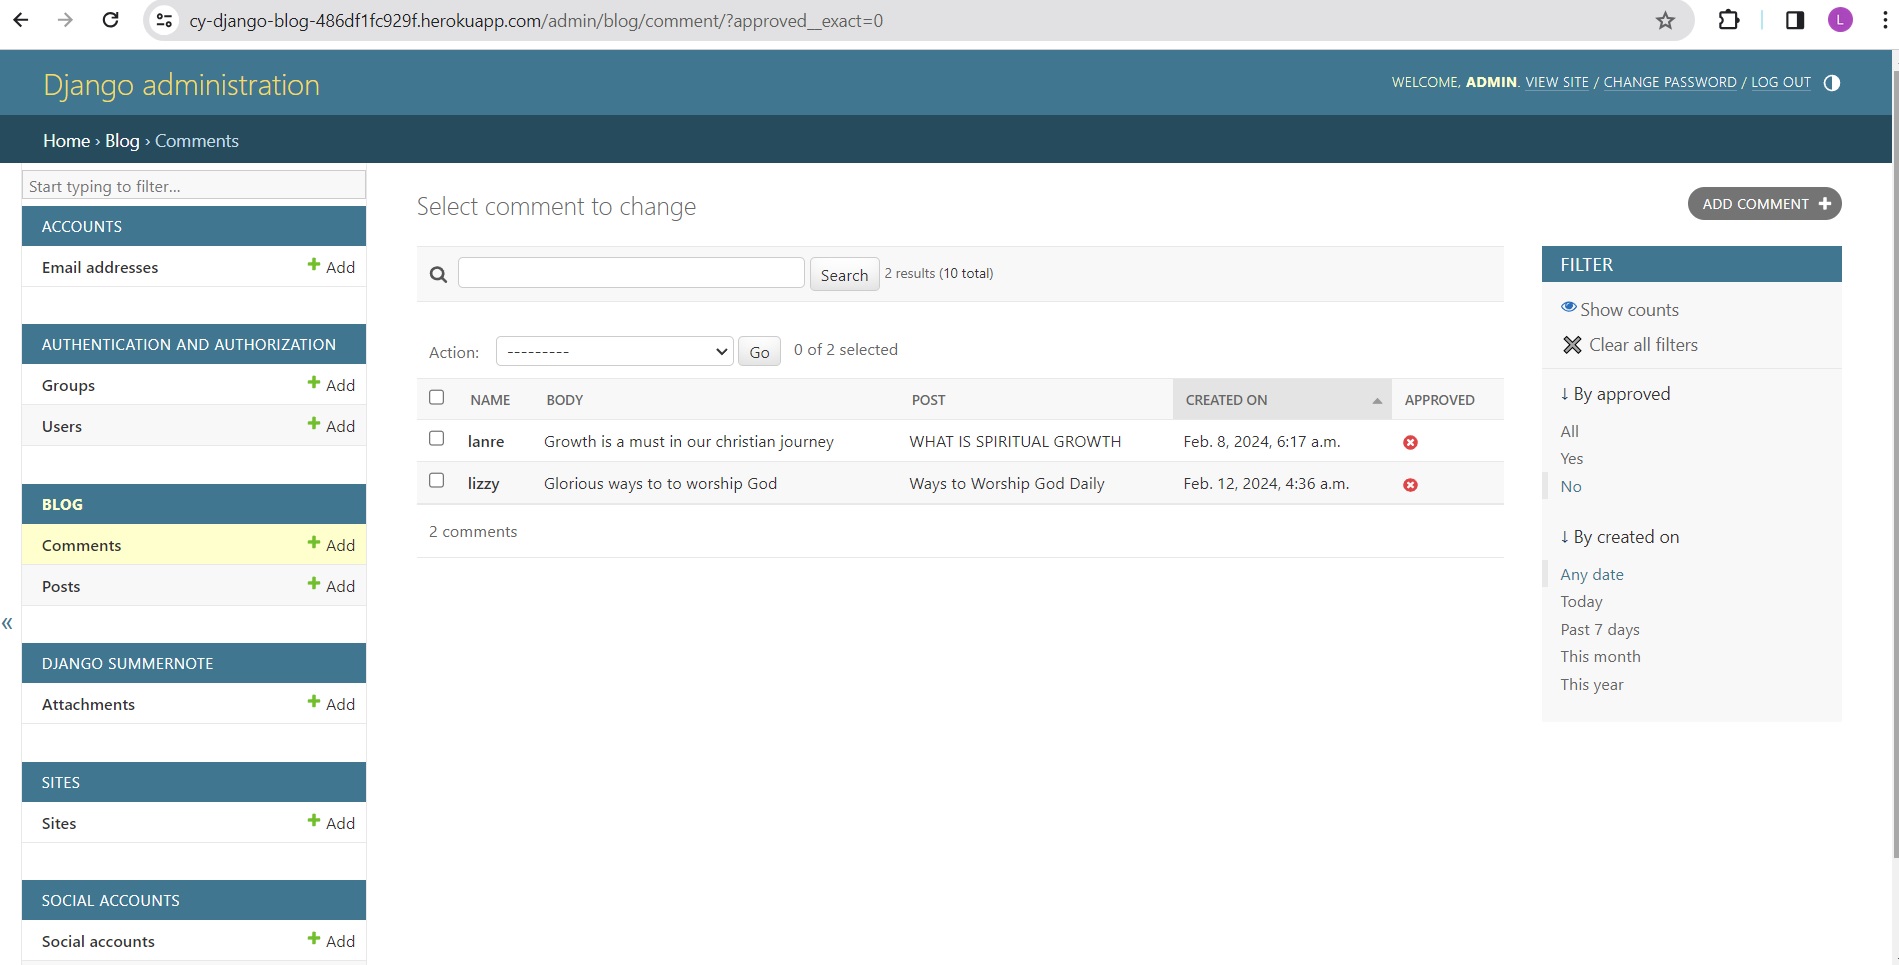 cy-django-blog-486df1fc929f.herokuapp.com/admin/blog/comment/?approved__exact=0
L
Django administration
WELCOME, ADMIN. VIEW SITE / CHANGE PASSWORD / LOG OUT
Home › Blog › Comments
Start typing to filter...
ACCOUNTS
Email addresses Add
AUTHENTICATION AND AUTHORIZATION
Groups Add
Users Add
BLOG
Comments Add
Posts Add
«
DJANGO SUMMERNOTE
Attachments Add
SITES
Sites Add
SOCIAL ACCOUNTS
Social accounts Add
Select comment to change
ADD COMMENT
Search 2 results (10 total)
Action: --------- Go 0 of 2 selected
NAME BODY POST CREATED ON APPROVED
lanre Growth is a must in our christian journey WHAT IS SPIRITUAL GROWTH Feb. 8, 2024, 6:17 a.m.
lizzy Glorious ways to to worship God Ways to Worship God Daily Feb. 12, 2024, 4:36 a.m.
2 comments
FILTER
Show counts
Clear all filters
↓ By approved
All
Yes
No
↓ By created on
Any date
Today
Past 7 days
This month
This year